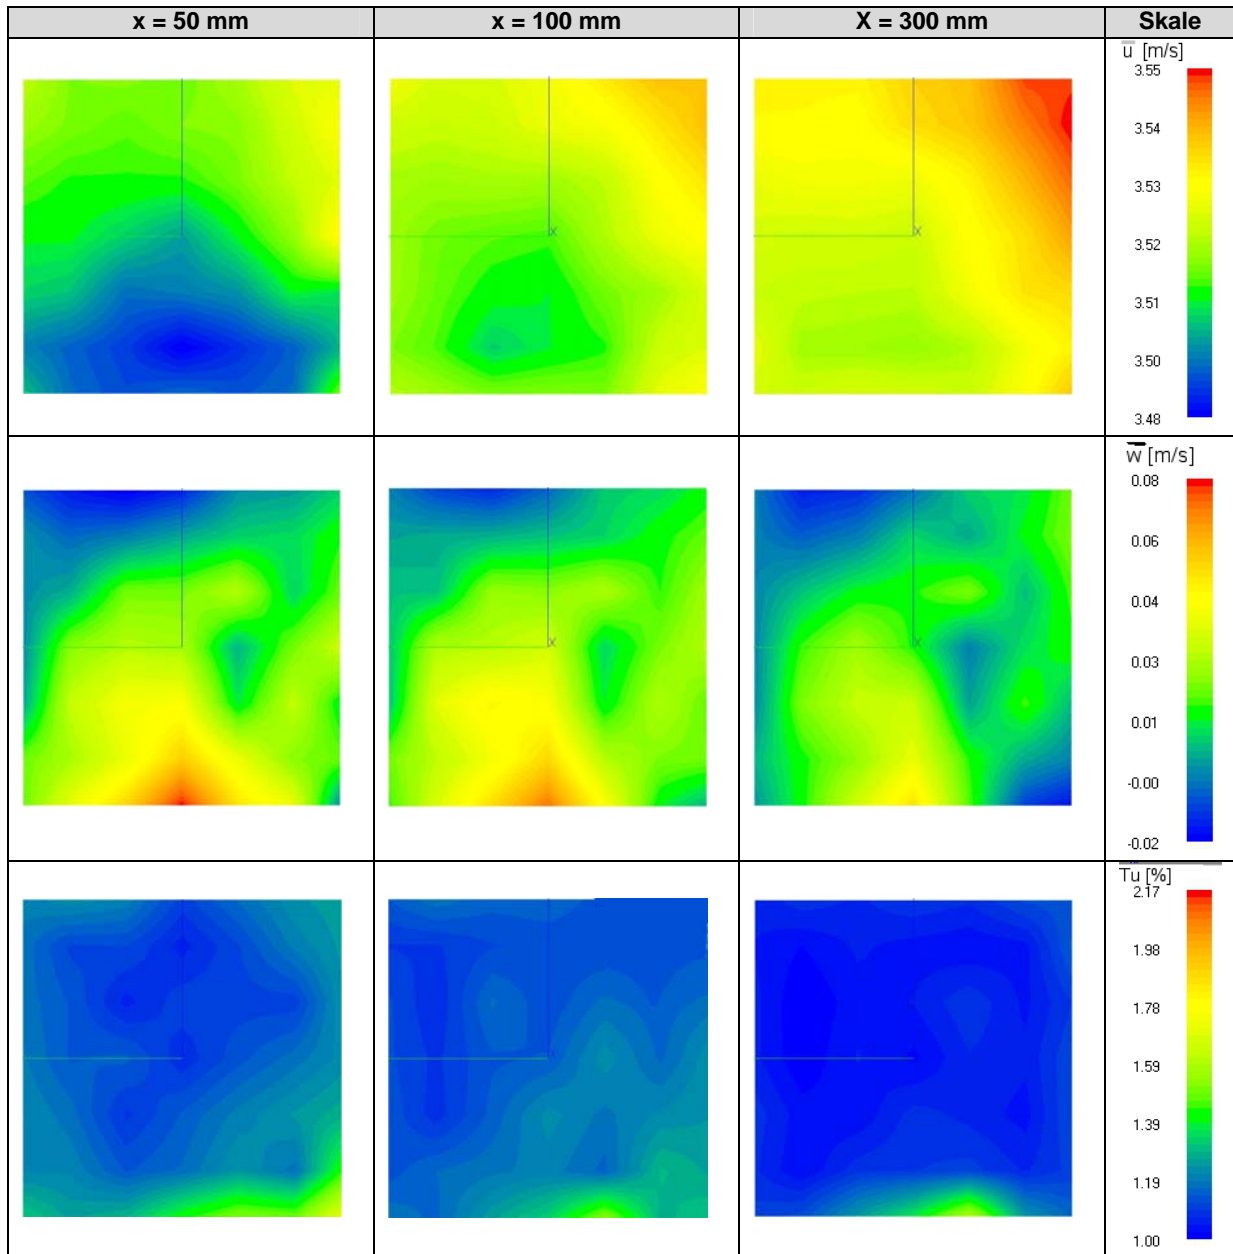 x = 50 mm x = 100 mm X = 300 mm Skale
u [m/s]
3.55
3.54
3.53
3.52
3.51
3.50
3.48
X
X
w [m/s]
0.08
0.06
0.04
0.03
0.01
-0.00
-0.02
X
X
Tu [%]
2.17
1.98
1.78
1.59
1.39
1.19
1.00